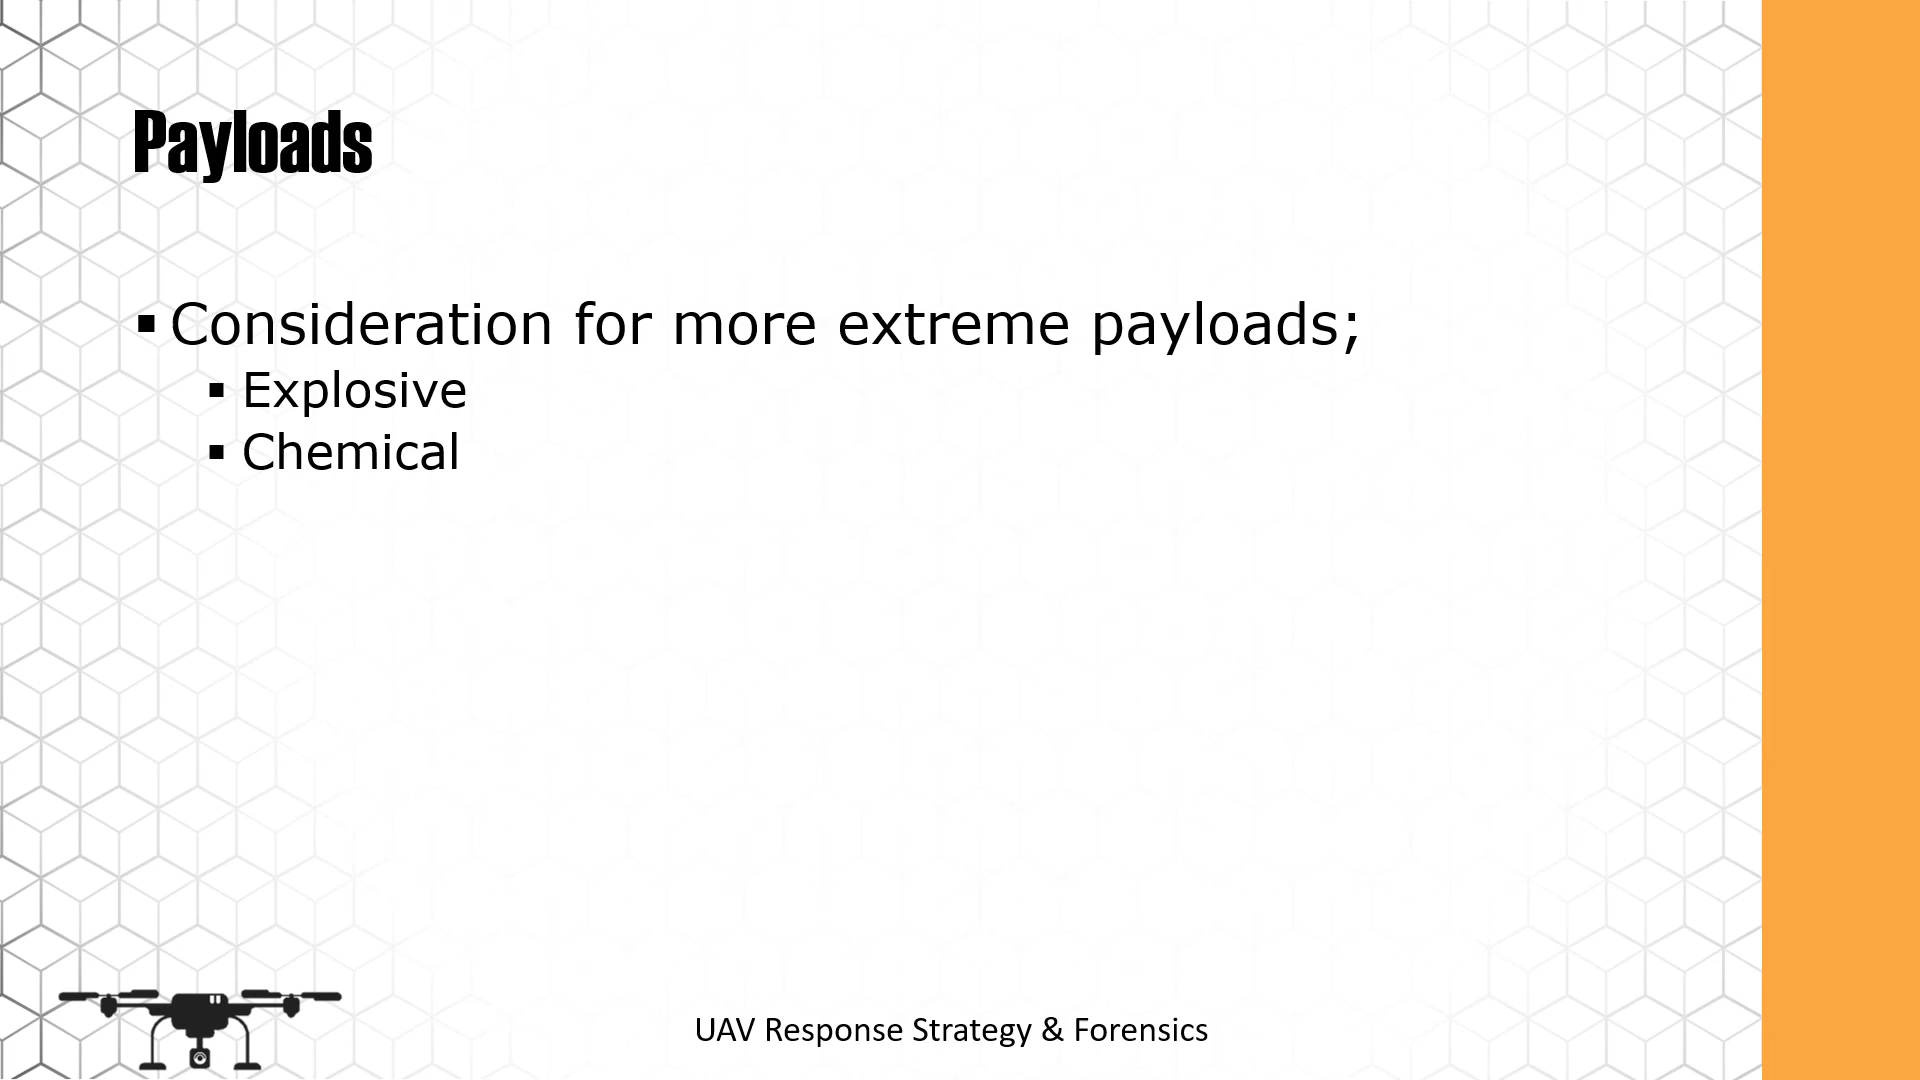 Payloads
▪ Consideration for more extreme payloads;
▪ Explosive
▪ Chemical
UAV Response Strategy & Forensics